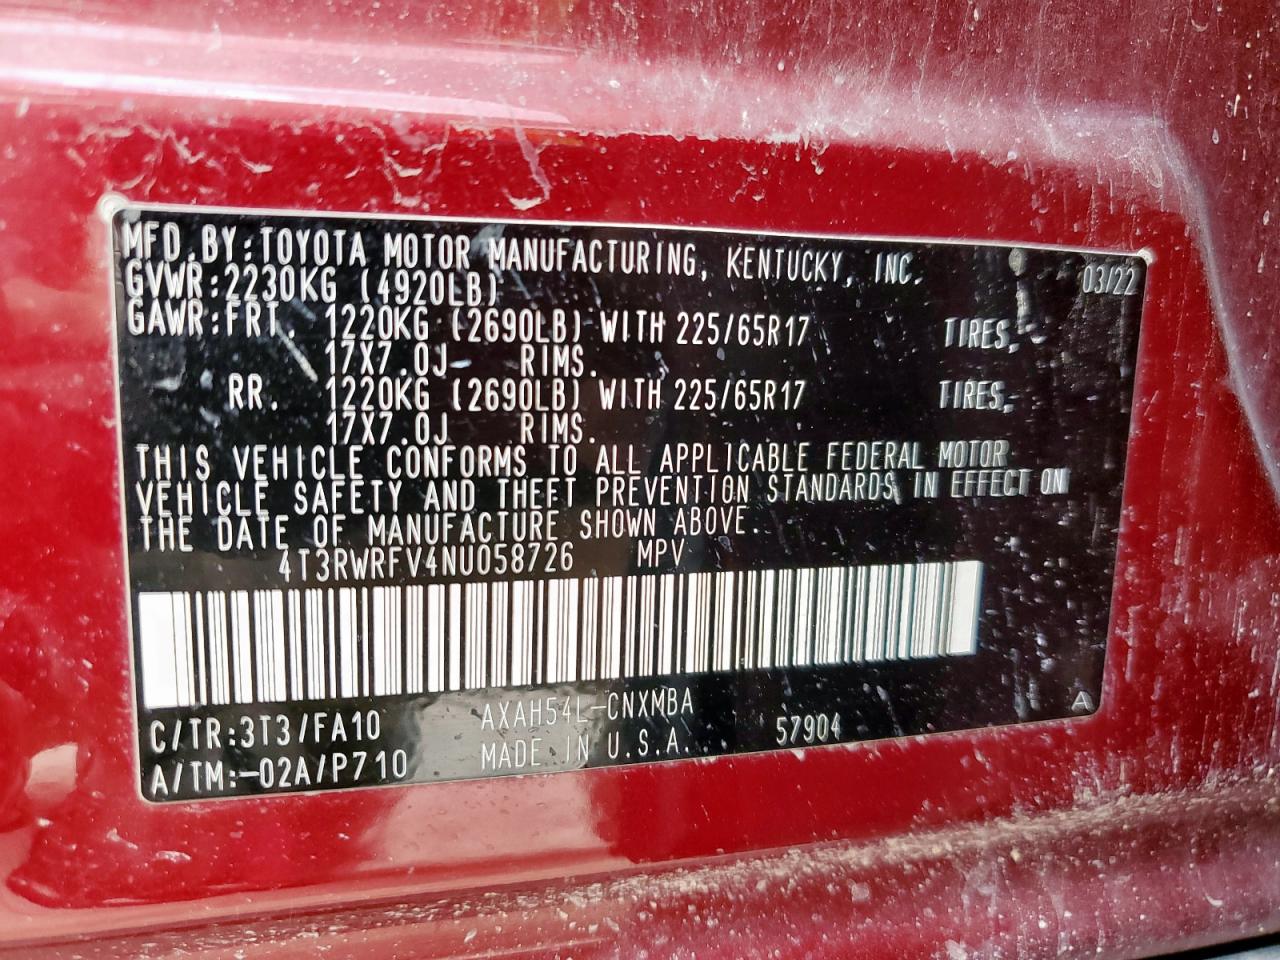 MFD.BY:TOYOTA MOTOR MANUFACTURING, KENTUCKY, INC. 03/22
GVWR:2230KG (4920LB)
GAWR:FRT. 1220KG (2690LB) WITH 225/65R17 TIRES,
17X7.0J RIMS.
RR. 1220KG (2690LB) WITH 225/65R17 TIRES,
17X7.0J RIMS.
THIS VEHICLE CONFORMS TO ALL APPLICABLE FEDERAL MOTOR
VEHICLE SAFETY AND THEFT PREVENTION STANDARDS IN EFFECT ON
THE DATE OF MANUFACTURE SHOWN ABOVE.
4T3RWRFV4NU058726 MPV
C/TR:3T3/FA10 AXAH54L-CNXMBA A
A/TM:-02A/P710 MADE IN U.S.A. 57904